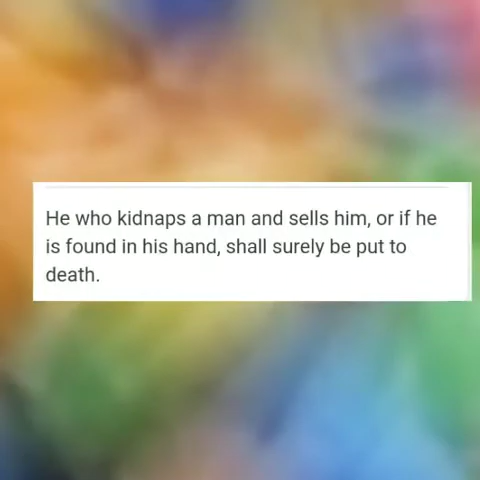 He who kidnaps a man and sells him, or if he
is found in his hand, shall surely be put to
death.